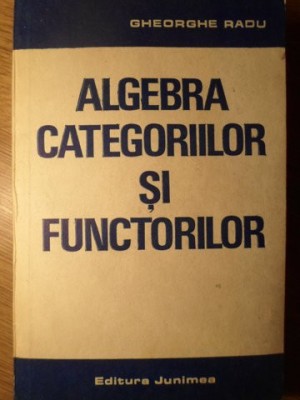 GHEORGHE RADU
ALGEBRA
CATEGORIILOR
ȘI
FUNCTORILOR
Editura Junimea